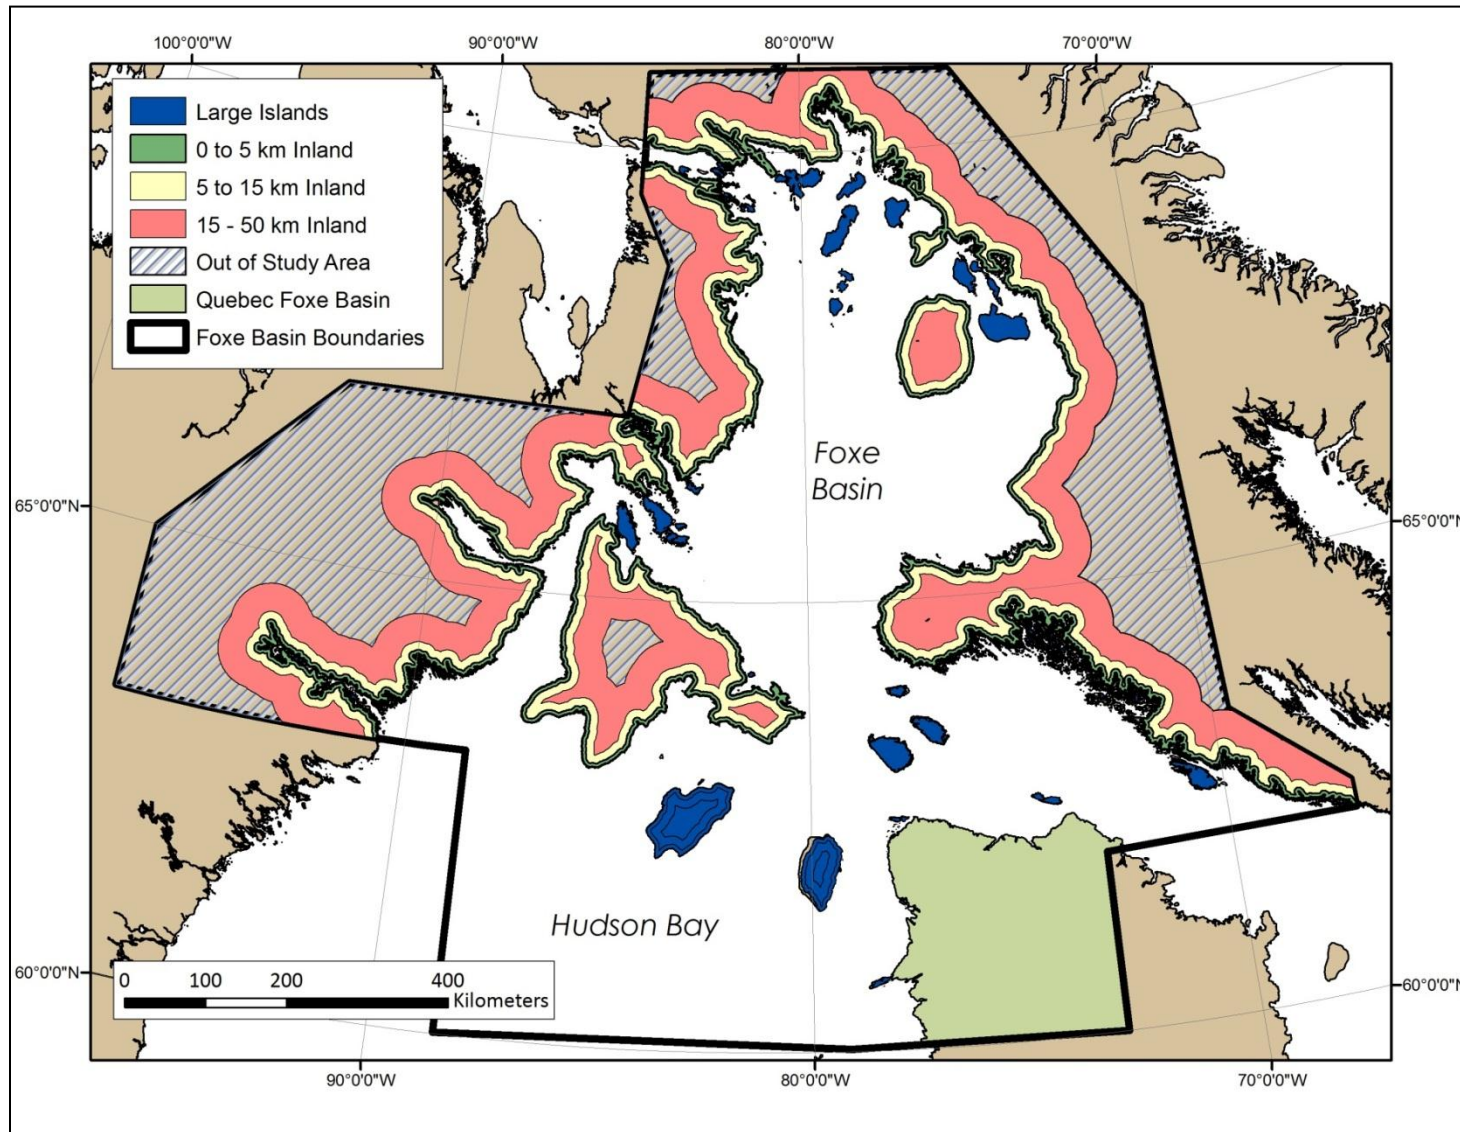 100°0'0"W 90°0'0"W 80°0'0"W 70°0'0"W
Large Islands
0 to 5 km Inland
5 to 15 km Inland
15 - 50 km Inland
Out of Study Area
Quebec Foxe Basin
Foxe Basin Boundaries
Foxe
Basin
65°0'0"N 65°0'0"N
Hudson Bay
60°0'0"N 60°0'0"N
0 100 200 400
Kilometers
90°0'0"W 80°0'0"W 70°0'0"W